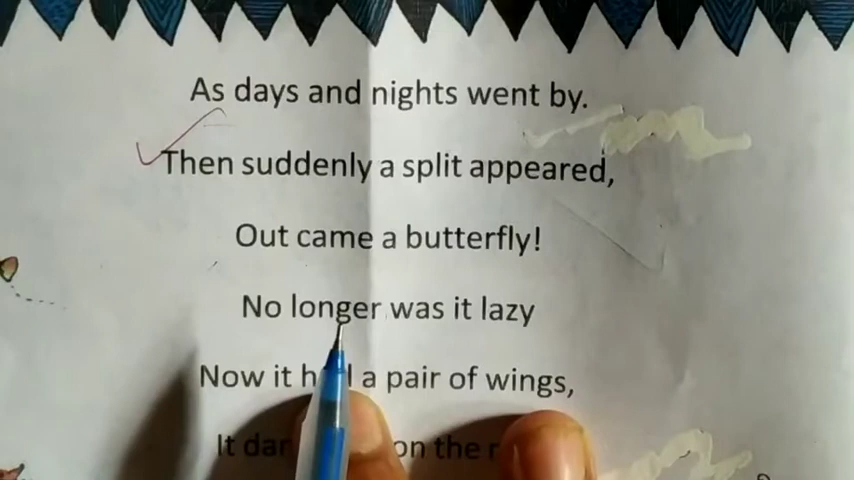 As days and nights went by.
Then suddenly a split appeared,
Out came a butterfly!
No longer was it lazy
Now it a pair of wings,
It on the